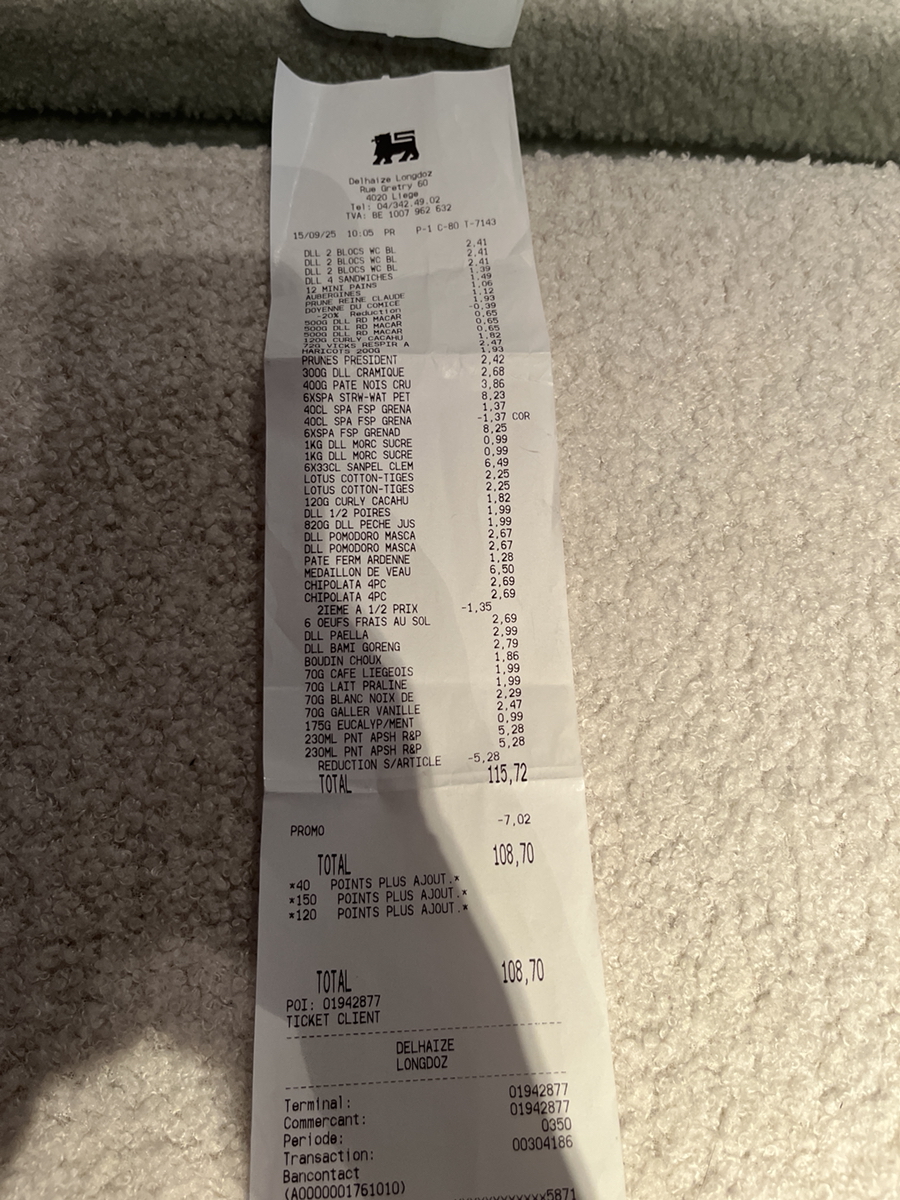 Delhaize Longdoz
Rue Gretry 60
4020 Liege
Tel: 04/342.49.02
TVA: BE 1007 962 632
15/09/25 10:05 PR P-1 C-80 T-7143
DLL 2 BLOCS WC BL 2,41
DLL 2 BLOCS WC BL 2,41
DLL 2 BLOCS WC BL 2,41
DLL 4 SANDWICHES 1,39
12 MINI PAINS 1,49
AUBERGINES 1,06
PRUNE REINE CLAUDE 1,12
DOYENNE DU COMICE 1,93
-20% Reduction -0,39
500G DLL RD MACAR 0,65
500G DLL RD MACAR 0,65
500G DLL RD MACAR 0,65
120G CURLY CACAHU 1,82
72G VICKS RESPIR A 2,47
HARICOTS 200G 1,93
PRUNES PRESIDENT 2,42
300G DLL CRAMIQUE 2,68
400G PATE NOIS CRU 3,86
6XSPA STRW-WAT PET 8,23
40CL SPA FSP GRENA 1,37
40CL SPA FSP GRENA -1,37 COR
6XSPA FSP GRENAD 8,25
1KG DLL MORC SUCRE 0,99
1KG DLL MORC SUCRE 0,99
6X33CL SANPEL CLEM 6,49
LOTUS COTTON-TIGES 2,25
LOTUS COTTON-TIGES 2,25
120G CURLY CACAHU 1,82
DLL 1/2 POIRES 1,99
820G DLL PECHE JUS 1,99
DLL POMODORO MASCA 2,67
DLL POMODORO MASCA 2,67
PATE FERM ARDENNE 1,28
MEDAILLON DE VEAU 6,50
CHIPOLATA 4PC 2,69
CHIPOLATA 4PC 2,69
2IEME A 1/2 PRIX -1,35
6 OEUFS FRAIS AU SOL 2,69
DLL PAELLA 2,99
DLL BAMI GORENG 2,79
BOUDIN CHOUX 1,86
70G CAFE LIEGEOIS 1,99
70G LAIT PRALINE 1,99
70G BLANC NOIX DE 2,29
70G GALLER VANILLE 2,47
175G EUCALYP/MENT 0,99
230ML PNT APSH R&P 5,28
230ML PNT APSH R&P 5,28
REDUCTION S/ARTICLE -5,28
TOTAL 115,72
PROMO -7,02
TOTAL 108,70
*40 POINTS PLUS AJOUT.*
*150 POINTS PLUS AJOUT.*
*120 POINTS PLUS AJOUT.*
TOTAL 108,70
POI: 01942877
TICKET CLIENT
DELHAIZE
LONGDOZ
Terminal: 01942877
Commercant: 01942877
Periode: 0350
Transaction: 00304186
Bancontact
(A0000001761010)
5871